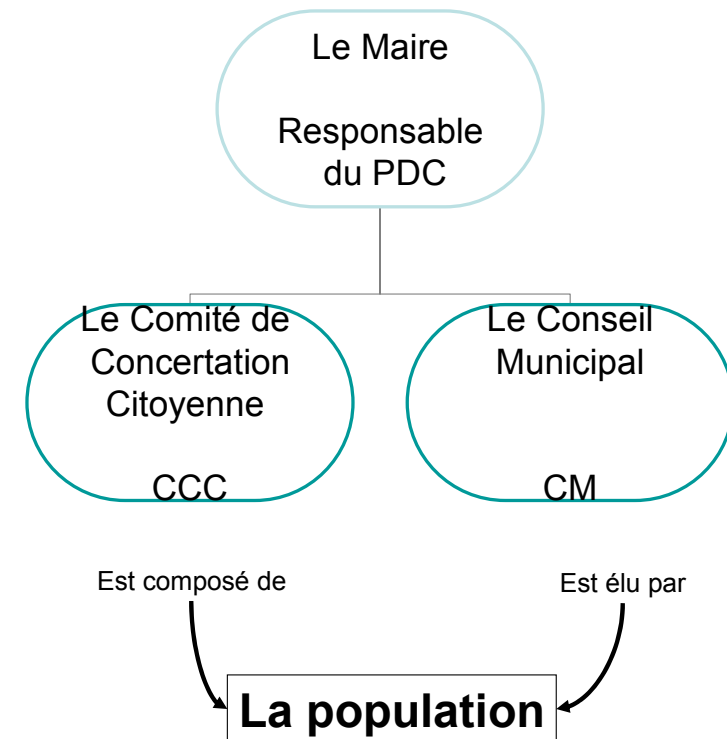 Le Maire
Responsable
du PDC
Le Comité de
Concertation
Citoyenne
CCC
Le Conseil
Municipal
CM
Est composé de
Est élu par
La population